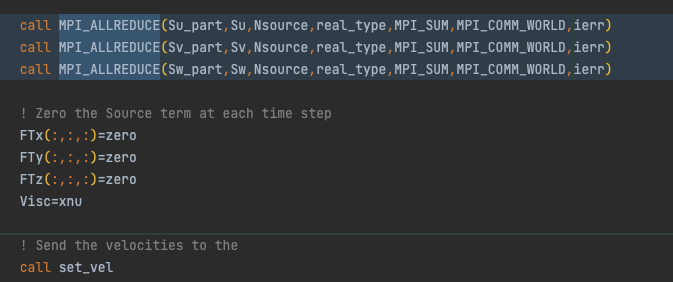 call MPI_ALLREDUCE(Su_part,Su,Nsource,real_type,MPI_SUM,MPI_COMM_WORLD,ierr)
call MPI_ALLREDUCE(Sv_part,Sv,Nsource,real_type,MPI_SUM,MPI_COMM_WORLD,ierr)
call MPI_ALLREDUCE(Sw_part,Sw,Nsource,real_type,MPI_SUM,MPI_COMM_WORLD,ierr)
! Zero the Source term at each time step
FTx(:,:,:)=zero
FTy(:,:,:)=zero
FTz(:,:,:)=zero
Visc=xnu
! Send the velocities to the
call set_vel